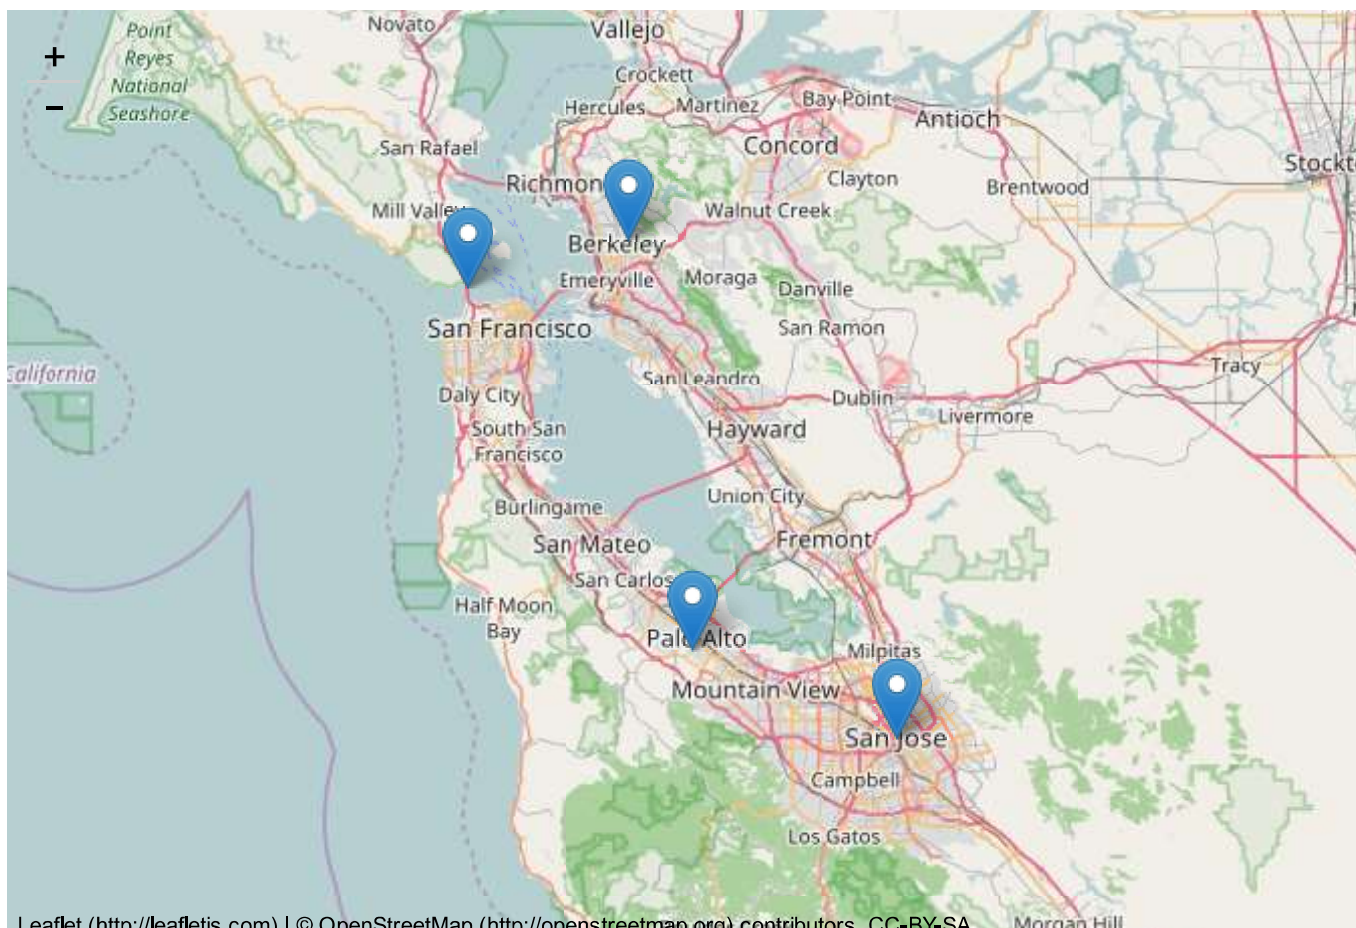 Point
Reyes
National
Seashore
Novato
Vallejo
Crockett
Hercules
Martinez
Bay Point
Antioch
San Rafael
Concord
Stockt
Richmon
Clayton
Brentwood
Mill Valley
Walnut Creek
Berkeley
Emeryville
Moraga
Danville
San Francisco
San Ramon
California
San Leandro
Tracy
Daly City
Dublin
Livermore
South San
Francisco
Hayward
Union City
Burlingame
San Mateo
Fremont
San Carlos
Half Moon
Bay
Palo Alto
Milpitas
Mountain View
San Jose
Campbell
Los Gatos
Morgan Hill
+
−
Leaflet (http://leafletjs.com) | © OpenStreetMap (http://openstreetmap.org) contributors, CC-BY-SA